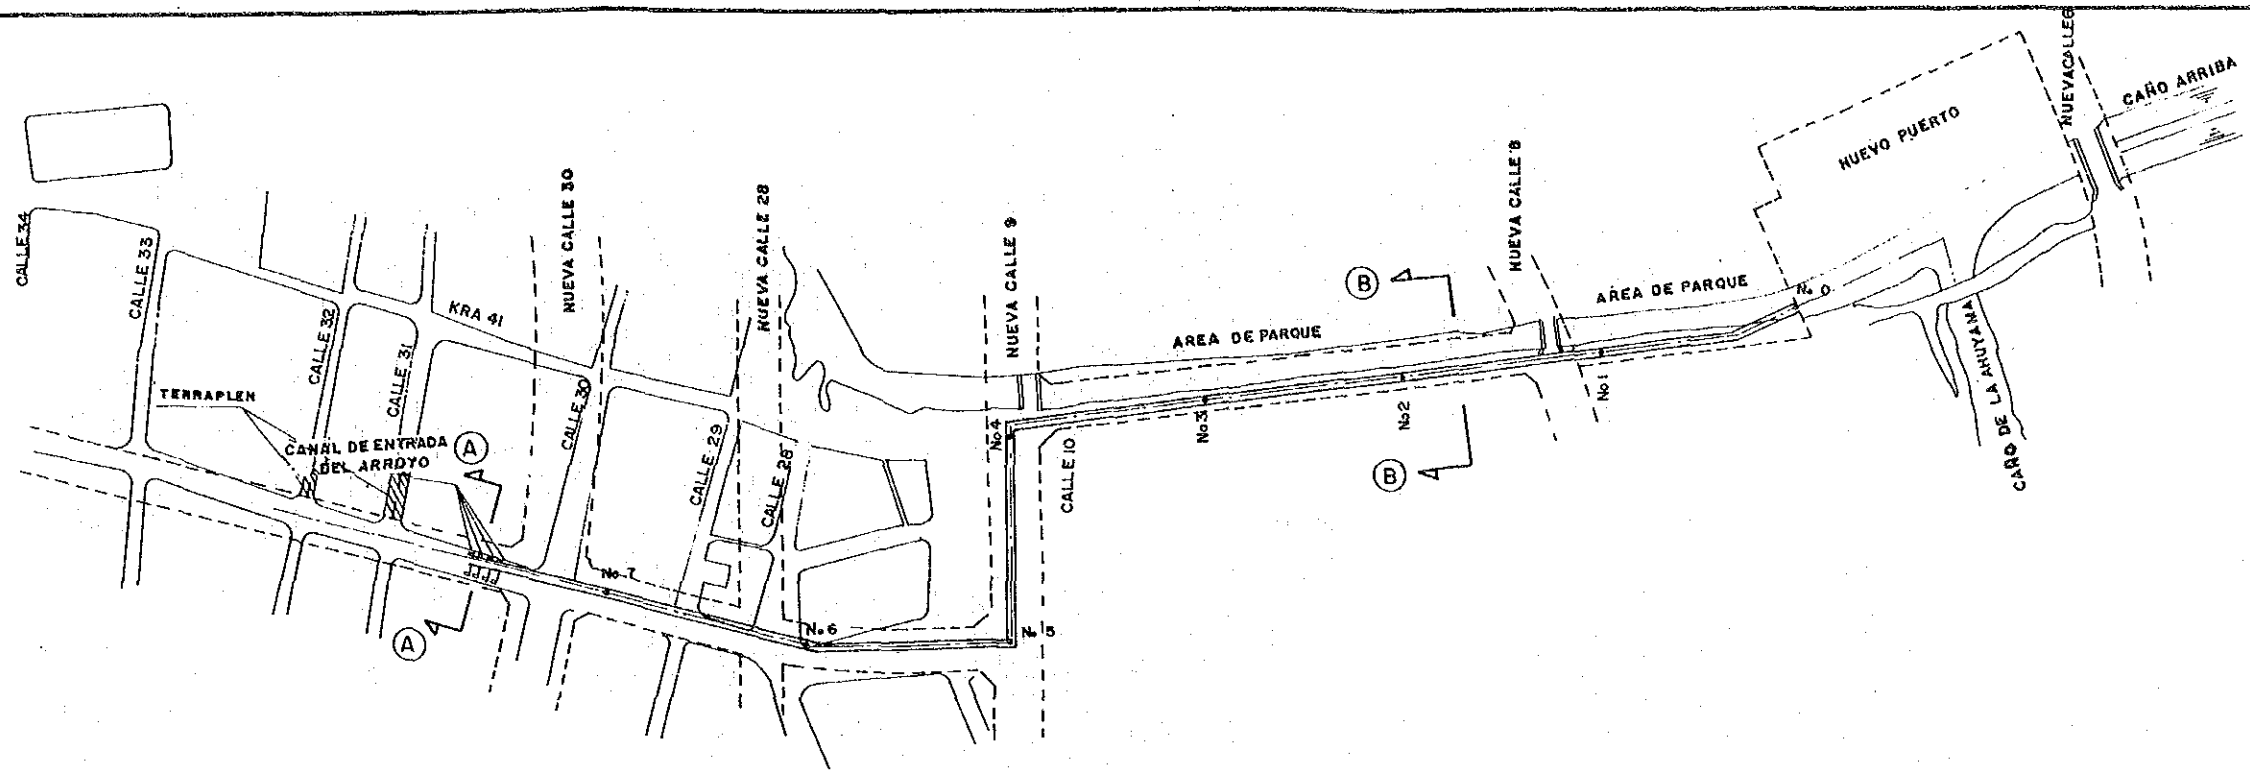 CALLE 34
CALLE 33
TERRAPLEN
CALLE 32
CALLE 31
CANAL DE ENTRADA
DEL ARROYO
A
A
KRA 41
NUEVA CALLE 30
CALLE 30
CALLE 29
NUEVA CALLE 28
CALLE 28
No 7
No 6
No 5
No 4
NUEVA CALLE 9
CALLE 10
AREA DE PARQUE
No 3
No 2
B
B
NUEVA CALLE 8
No 1
AREA DE PARQUE
No 0
NUEVO PUERTO
NUEVA CALLE 6
CAÑO ARRIBA
CAÑO DE LA AHUYAMA